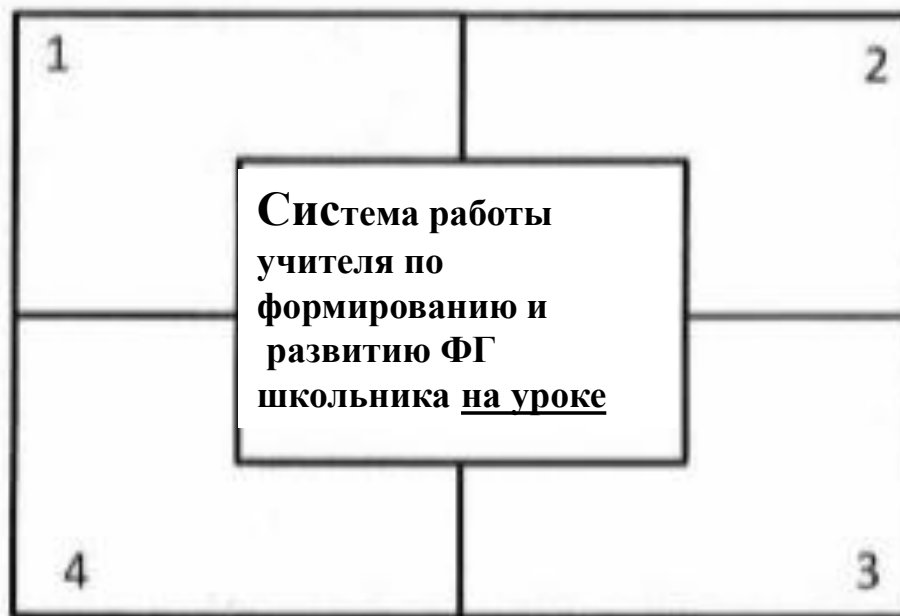 1
2
Система работы
учителя по
формированию и
развитию ФГ
школьника на уроке
4
3